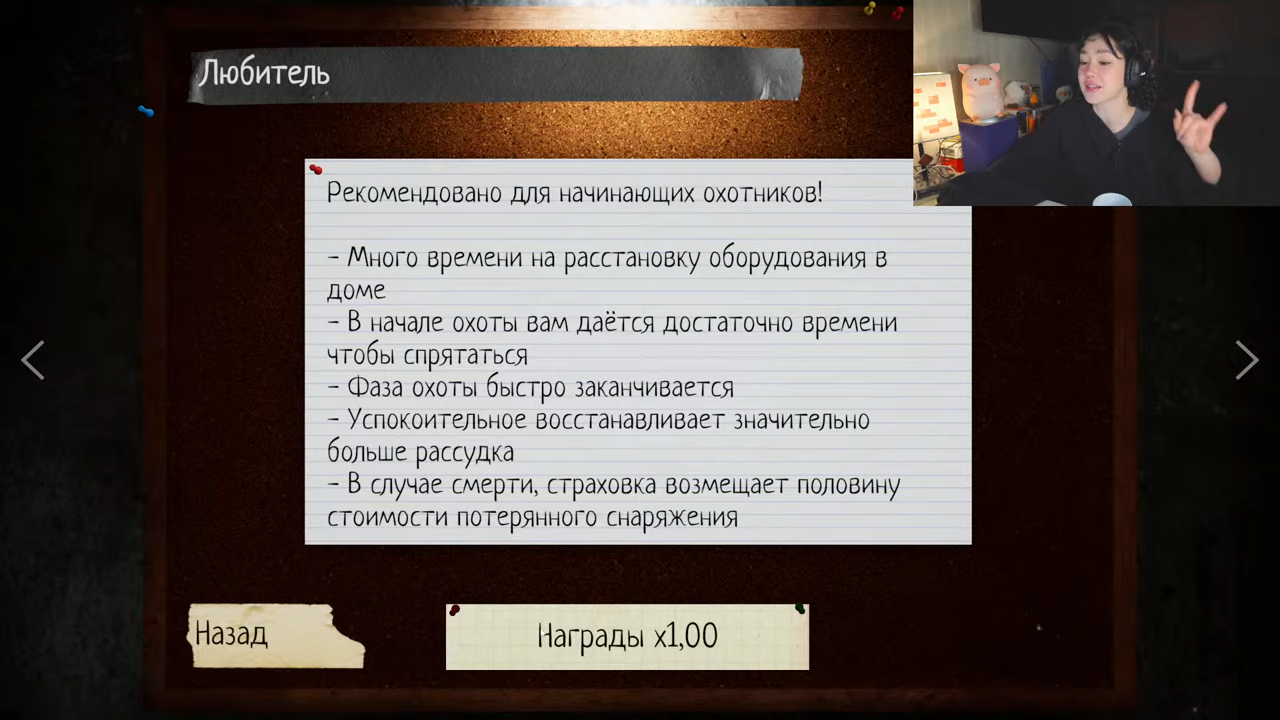 Любитель
Рекомендовано для начинающих охотников!
- Много времени на расстановку оборудования в
доме
- В начале охоты вам даётся достаточно времени
чтобы спрятаться
- Фаза охоты быстро заканчивается
- Успокоительное восстанавливает значительно
больше рассудка
- В случае смерти, страховка возмещает половину
стоимости потерянного снаряжения
Назад
Награды x1,00